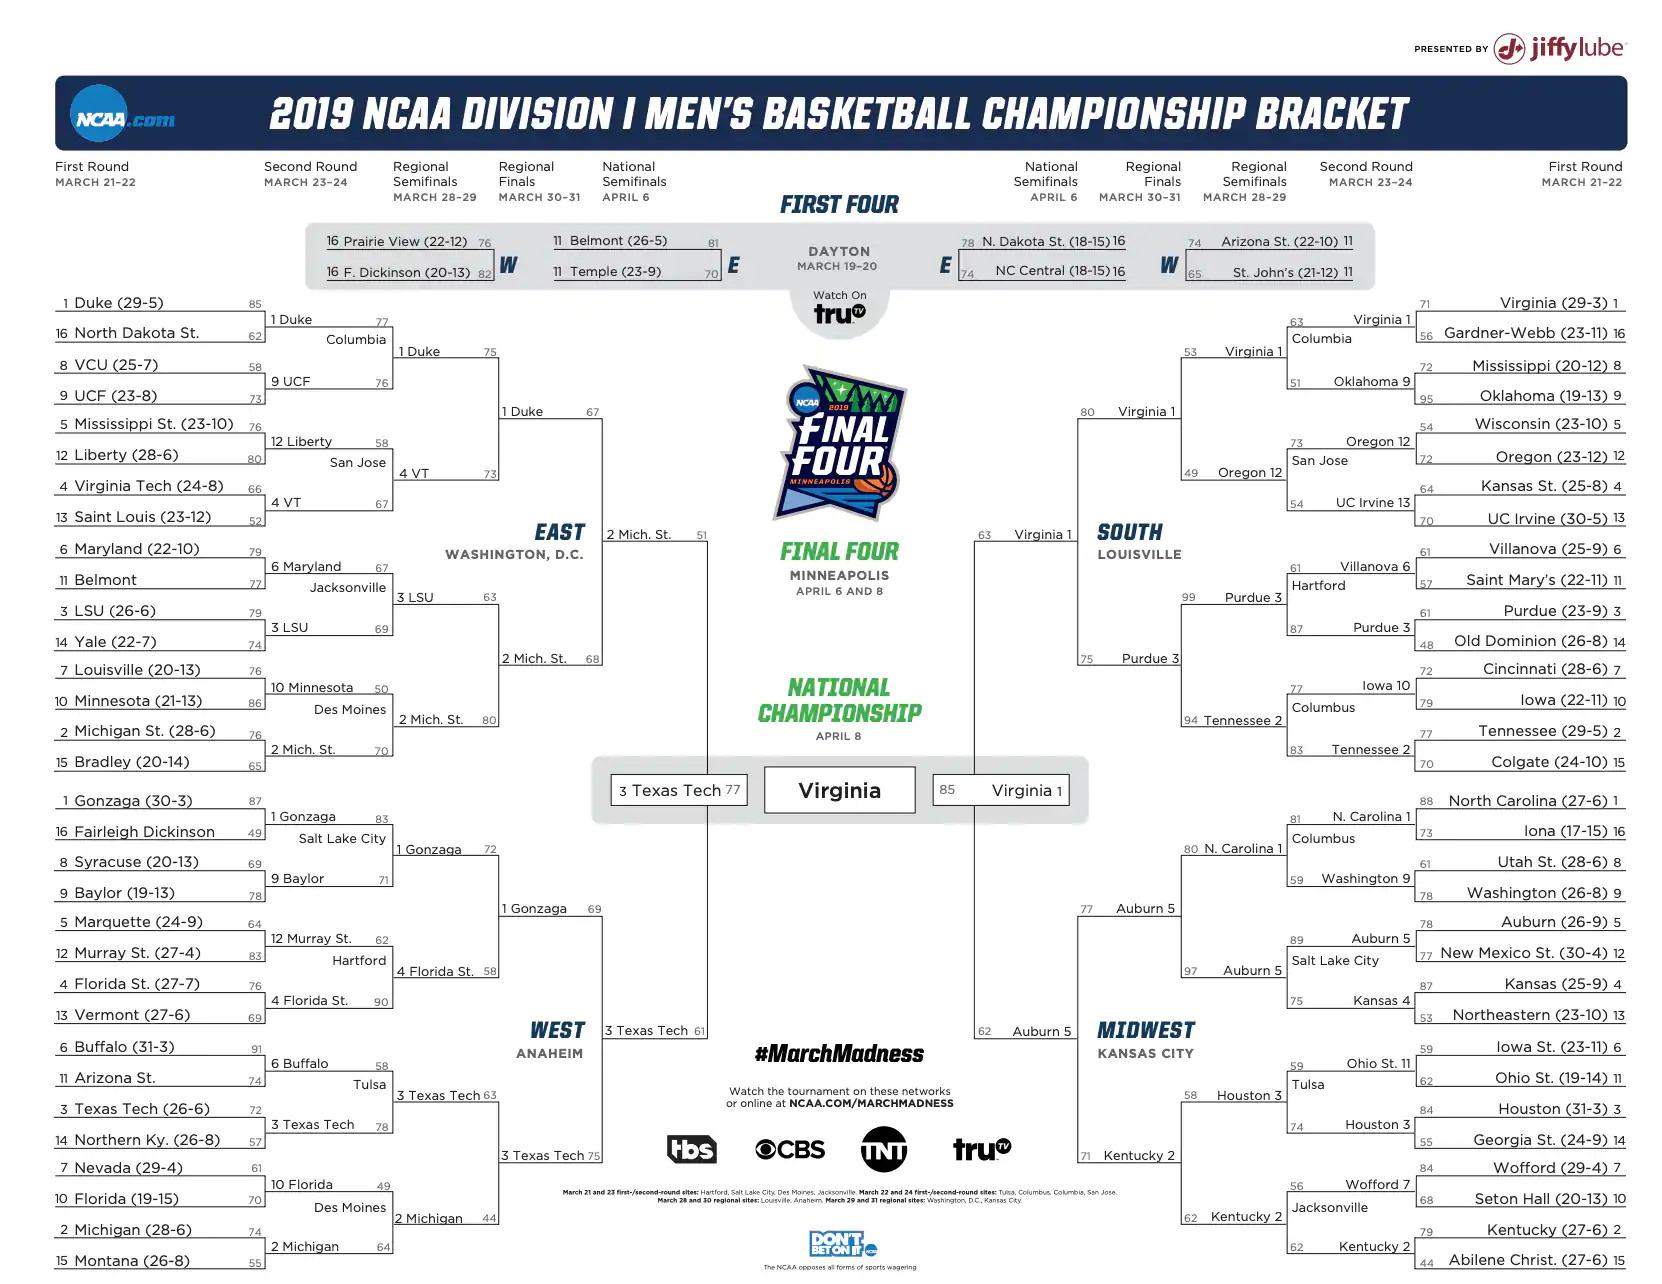 PRESENTED BY jiffylube
NCAA.com
2019 NCAA DIVISION I MEN'S BASKETBALL CHAMPIONSHIP BRACKET
First Round
MARCH 21–22
Second Round
MARCH 23–24
Regional
Semifinals
MARCH 28–29
Regional
Finals
MARCH 30–31
National
Semifinals
APRIL 6
National
Semifinals
APRIL 6
Regional
Finals
MARCH 30–31
Regional
Semifinals
MARCH 28–29
Second Round
MARCH 23–24
First Round
MARCH 21–22
FIRST FOUR
16 Prairie View (22-12) 76
16 F. Dickinson (20-13) 82
W
11 Belmont (26-5) 81
11 Temple (23-9) 70
E
DAYTON
MARCH 19–20
E
78 N. Dakota St. (18-15) 16
74 NC Central (18-15) 16
W
74 Arizona St. (22-10) 11
65 St. John's (21-12) 11
Watch On
truTV
1 Duke (29-5) 85
16 North Dakota St. 62
8 VCU (25-7) 58
9 UCF (23-8) 73
5 Mississippi St. (23-10) 76
12 Liberty (28-6) 80
4 Virginia Tech (24-8) 66
13 Saint Louis (23-12) 52
6 Maryland (22-10) 79
11 Belmont 77
3 LSU (26-6) 79
14 Yale (22-7) 74
7 Louisville (20-13) 76
10 Minnesota (21-13) 86
2 Michigan St. (28-6) 76
15 Bradley (20-14) 65
1 Duke 77
Columbia
9 UCF 76
12 Liberty 58
San Jose
4 VT 67
6 Maryland 67
Jacksonville
3 LSU 69
10 Minnesota 50
Des Moines
2 Mich. St. 70
1 Duke 75
4 VT 73
3 LSU 63
2 Mich. St. 80
1 Duke 67
2 Mich. St. 68
EAST
WASHINGTON, D.C.
2 Mich. St. 51
1 Gonzaga (30-3) 87
16 Fairleigh Dickinson 49
8 Syracuse (20-13) 69
9 Baylor (19-13) 78
5 Marquette (24-9) 64
12 Murray St. (27-4) 83
4 Florida St. (27-7) 76
13 Vermont (27-6) 69
6 Buffalo (31-3) 91
11 Arizona St. 74
3 Texas Tech (26-6) 72
14 Northern Ky. (26-8) 57
7 Nevada (29-4) 61
10 Florida (19-15) 70
2 Michigan (28-6) 74
15 Montana (26-8) 55
1 Gonzaga 83
Salt Lake City
9 Baylor 71
12 Murray St. 62
Hartford
4 Florida St. 90
6 Buffalo 58
Tulsa
3 Texas Tech 78
10 Florida 49
Des Moines
2 Michigan 64
1 Gonzaga 72
4 Florida St. 58
3 Texas Tech 63
2 Michigan 44
1 Gonzaga 69
3 Texas Tech 75
WEST
ANAHEIM
3 Texas Tech 61
NCAA
2019
FINAL
FOUR
MINNEAPOLIS
FINAL FOUR
MINNEAPOLIS
APRIL 6 AND 8
NATIONAL
CHAMPIONSHIP
APRIL 8
3 Texas Tech 77
Virginia
85 Virginia 1
63 Virginia 1
SOUTH
LOUISVILLE
80 Virginia 1
75 Purdue 3
53 Virginia 1
49 Oregon 12
99 Purdue 3
94 Tennessee 2
63 Virginia 1
Columbia
51 Oklahoma 9
73 Oregon 12
San Jose
54 UC Irvine 13
61 Villanova 6
Hartford
87 Purdue 3
77 Iowa 10
Columbus
83 Tennessee 2
71 Virginia (29-3) 1
56 Gardner-Webb (23-11) 16
72 Mississippi (20-12) 8
95 Oklahoma (19-13) 9
54 Wisconsin (23-10) 5
72 Oregon (23-12) 12
64 Kansas St. (25-8) 4
70 UC Irvine (30-5) 13
61 Villanova (25-9) 6
57 Saint Mary's (22-11) 11
61 Purdue (23-9) 3
48 Old Dominion (26-8) 14
72 Cincinnati (28-6) 7
79 Iowa (22-11) 10
77 Tennessee (29-5) 2
70 Colgate (24-10) 15
62 Auburn 5
MIDWEST
KANSAS CITY
77 Auburn 5
71 Kentucky 2
80 N. Carolina 1
97 Auburn 5
58 Houston 3
62 Kentucky 2
81 N. Carolina 1
Columbus
59 Washington 9
89 Auburn 5
Salt Lake City
75 Kansas 4
59 Ohio St. 11
Tulsa
74 Houston 3
56 Wofford 7
Jacksonville
62 Kentucky 2
88 North Carolina (27-6) 1
73 Iona (17-15) 16
61 Utah St. (28-6) 8
78 Washington (26-8) 9
78 Auburn (26-9) 5
77 New Mexico St. (30-4) 12
87 Kansas (25-9) 4
53 Northeastern (23-10) 13
59 Iowa St. (23-11) 6
62 Ohio St. (19-14) 11
84 Houston (31-3) 3
55 Georgia St. (24-9) 14
84 Wofford (29-4) 7
68 Seton Hall (20-13) 10
79 Kentucky (27-6) 2
44 Abilene Christ. (27-6) 15
#MarchMadness
Watch the tournament on these networks
or online at NCAA.COM/MARCHMADNESS
tbs CBS TNT truTV
March 21 and 23 first-/second-round sites: Hartford, Salt Lake City, Des Moines, Jacksonville. March 22 and 24 first-/second-round sites: Tulsa, Columbus, Columbia, San Jose.
March 28 and 30 regional sites: Louisville, Anaheim. March 29 and 31 regional sites: Washington, D.C., Kansas City.
DON'T
BET ON IT NCAA
The NCAA opposes all forms of sports wagering